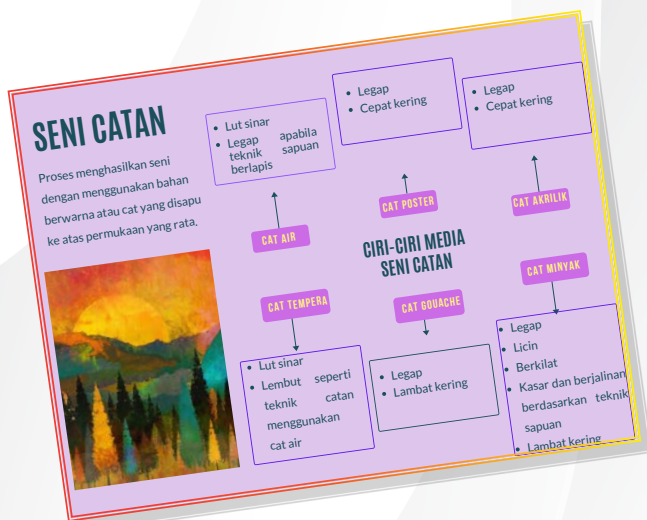 SENI CATAN
Proses menghasilkan seni
dengan menggunakan bahan
berwarna atau cat yang disapu
ke atas permukaan yang rata.
• Lut sinar
• Legap apabila
teknik sapuan
berlapis
CAT AIR
• Legap
• Cepat kering
CAT POSTER
• Legap
• Cepat kering
CAT AKRILIK
CIRI-CIRI MEDIA
SENI CATAN
CAT TEMPERA
• Lut sinar
• Lembut seperti
teknik catan
menggunakan
cat air
CAT GOUACHE
• Legap
• Lambat kering
CAT MINYAK
• Legap
• Licin
• Berkilat
• Kasar dan berjalinan
berdasarkan teknik
sapuan
• Lambat kering